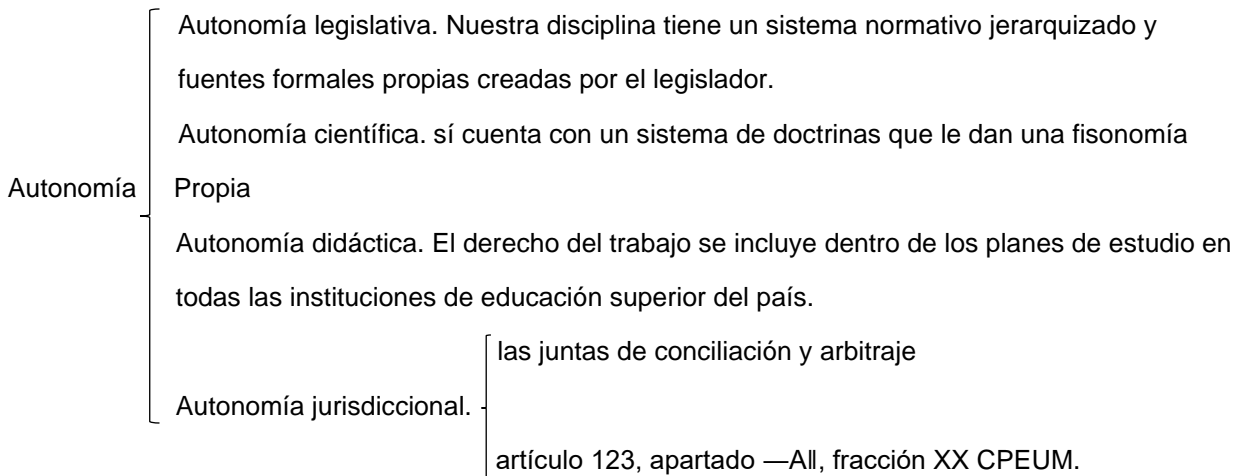 Autonomía legislativa. Nuestra disciplina tiene un sistema normativo jerarquizado y
fuentes formales propias creadas por el legislador.
Autonomía científica. sí cuenta con un sistema de doctrinas que le dan una fisonomía
Autonomía
Propia
Autonomía didáctica. El derecho del trabajo se incluye dentro de los planes de estudio en
todas las instituciones de educación superior del país.
las juntas de conciliación y arbitraje
Autonomía jurisdiccional.
artículo 123, apartado ―A‖, fracción XX CPEUM.